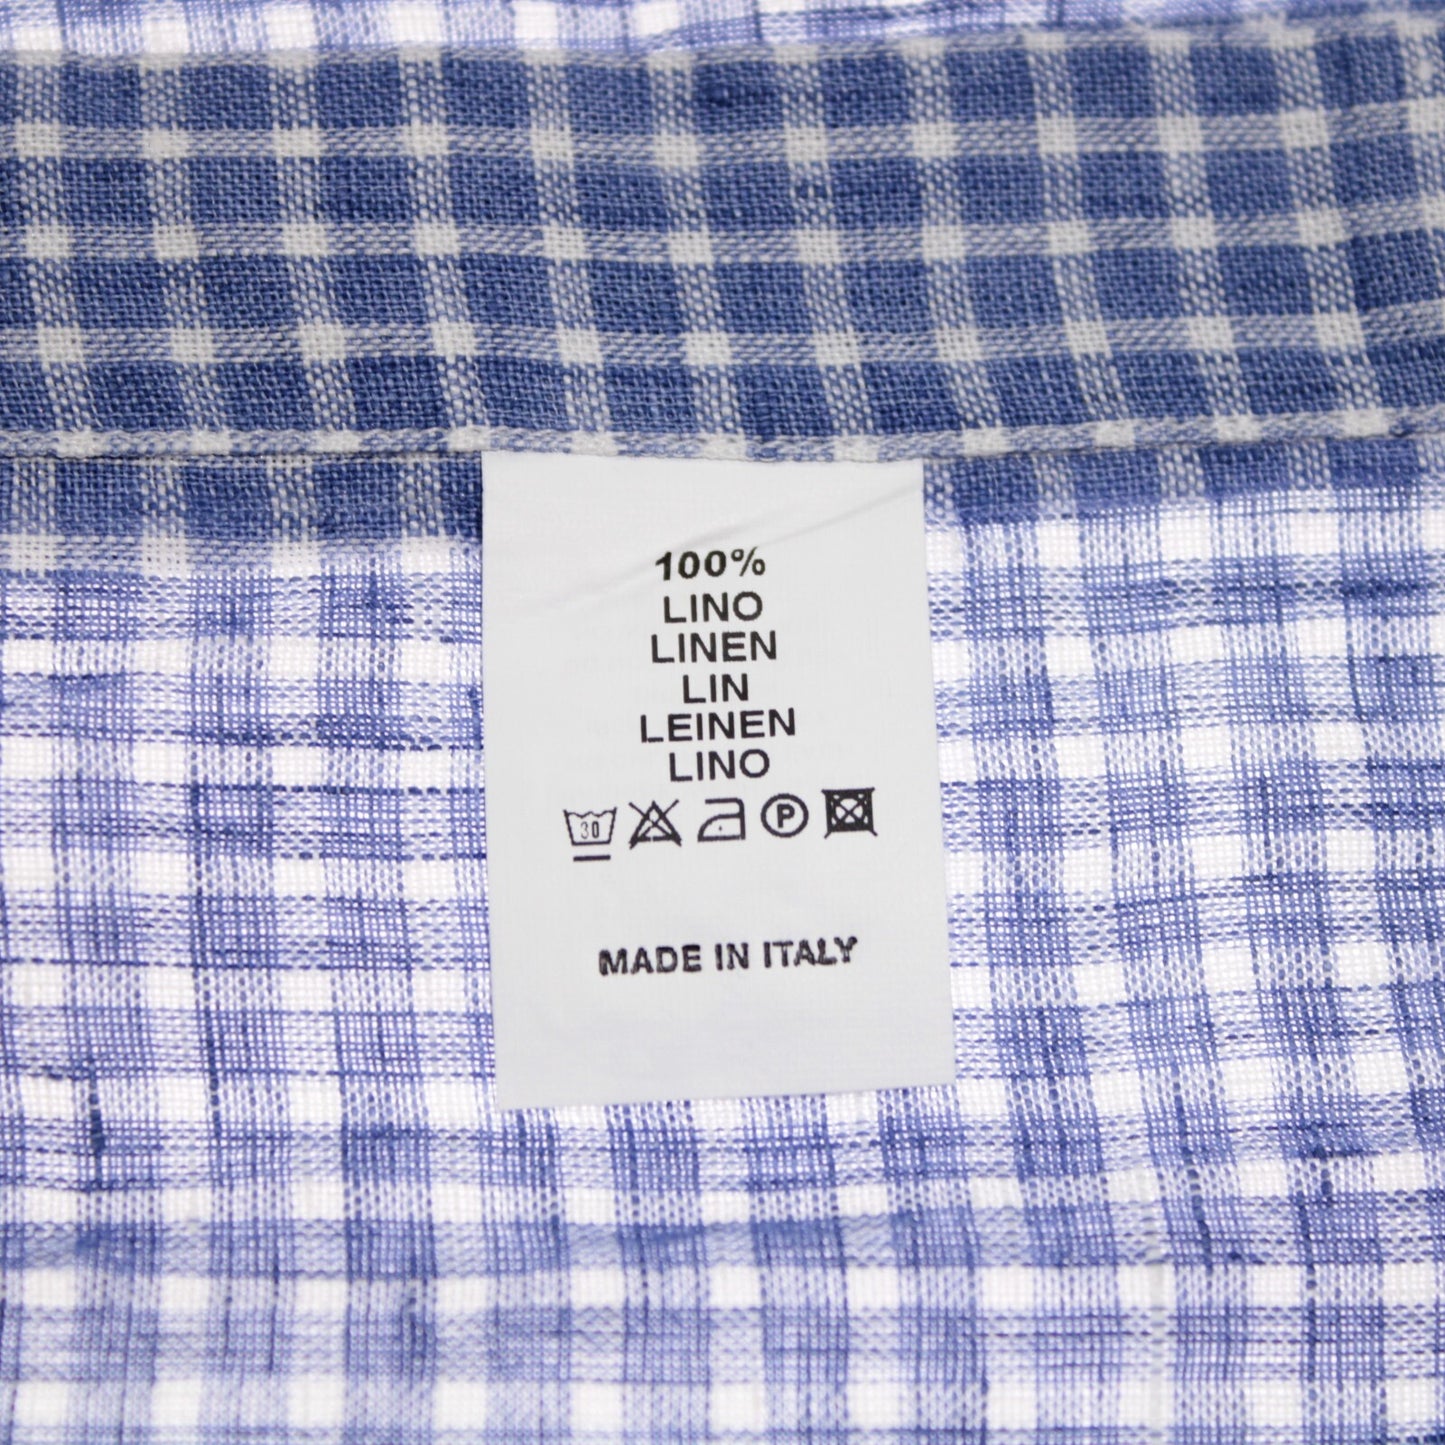 100%
LINO
LINEN
LIN
LEINEN
LINO
30 P
MADE IN ITALY